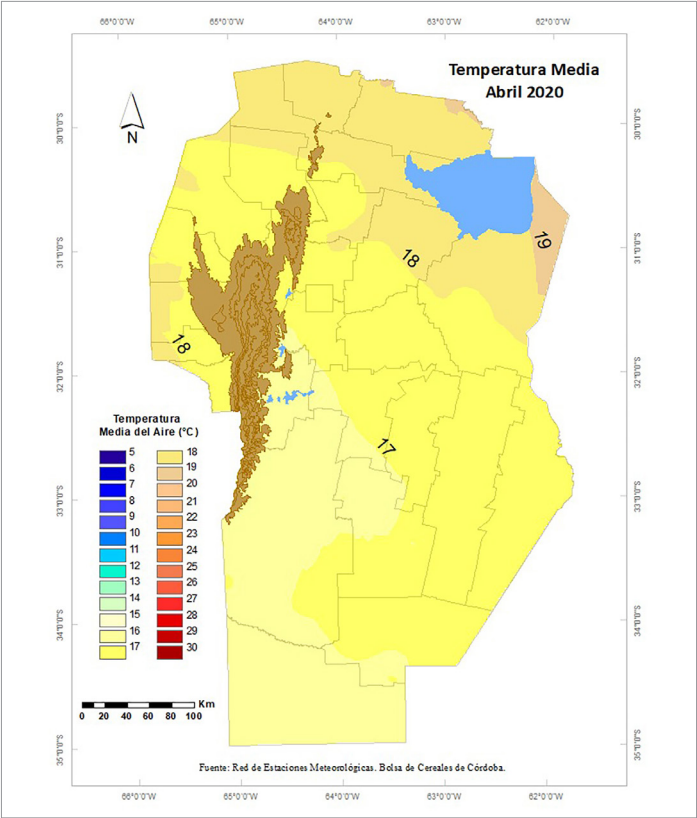 66°0'0"W 65°0'0"W 64°0'0"W 63°0'0"W 62°0'0"W
Temperatura Media
Abril 2020
N
30°0'0"S 30°0'0"S
31°0'0"S 31°0'0"S
19
18
18
32°0'0"S 32°0'0"S
17
Temperatura
Media del Aire (°C)
5 18
6 19
7 20
8 21
9 22
10 23
11 24
12 25
13 26
14 27
15 28
16 29
17 30
33°0'0"S 33°0'0"S
34°0'0"S 34°0'0"S
Km
0 20 40 60 80 100
35°0'0"S 35°0'0"S
Fuente: Red de Estaciones Meteorológicas. Bolsa de Cereales de Córdoba.
66°0'0"W 65°0'0"W 64°0'0"W 63°0'0"W 62°0'0"W